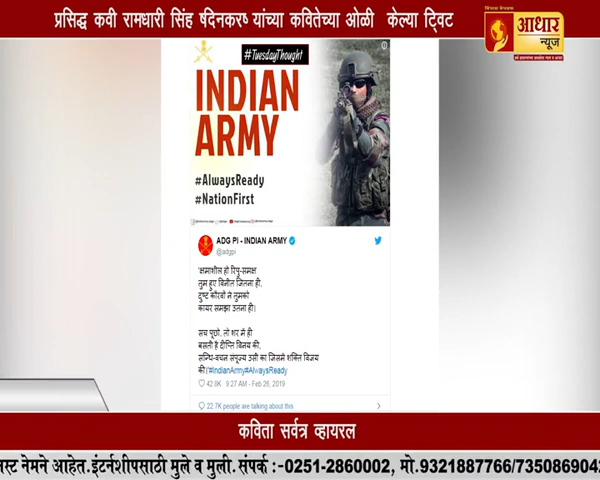 प्रसिद्ध कवी रामधारी सिंह षदिनकरष् यांच्या कवितेच्या ओळी केल्या ट्विट
आधार
न्यूज
#TuesdayThought
INDIAN
ARMY
#AlwaysReady
#NationFirst
ADG PI - INDIAN ARMY
@adgpi
'क्षमाशील हो रिपु-समक्ष
तुम हुए विनीत जितना ही,
दुष्ट कौरवों ने तुमको
कायर समझा उतना ही।
सच पूछो, तो शर में ही
बसती है दीप्ति विनय की,
सन्धि-वचन संपूज्य उसी का जिसमें शक्ति विजय
की।'#IndianArmy#AlwaysReady
42.8K 9:27 AM - Feb 26, 2019
22.7K people are talking about this
कविता सर्वत्र व्हायरल
लस्ट नेमने आहेत.इंटर्नशीपसाठी मुले व मुली. संपर्क :-0251-2860002, मो.9321887766/7350869042